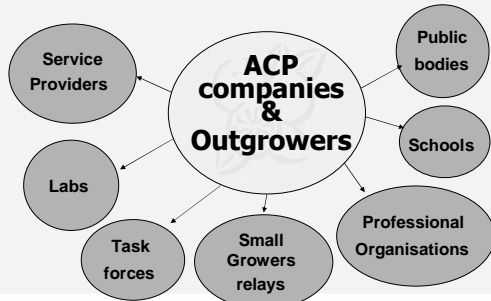 ACP
companies
&
Outgrowers
Service
Providers
Labs
Task
forces
Small
Growers
relays
Professional
Organisations
Schools
Public
bodies